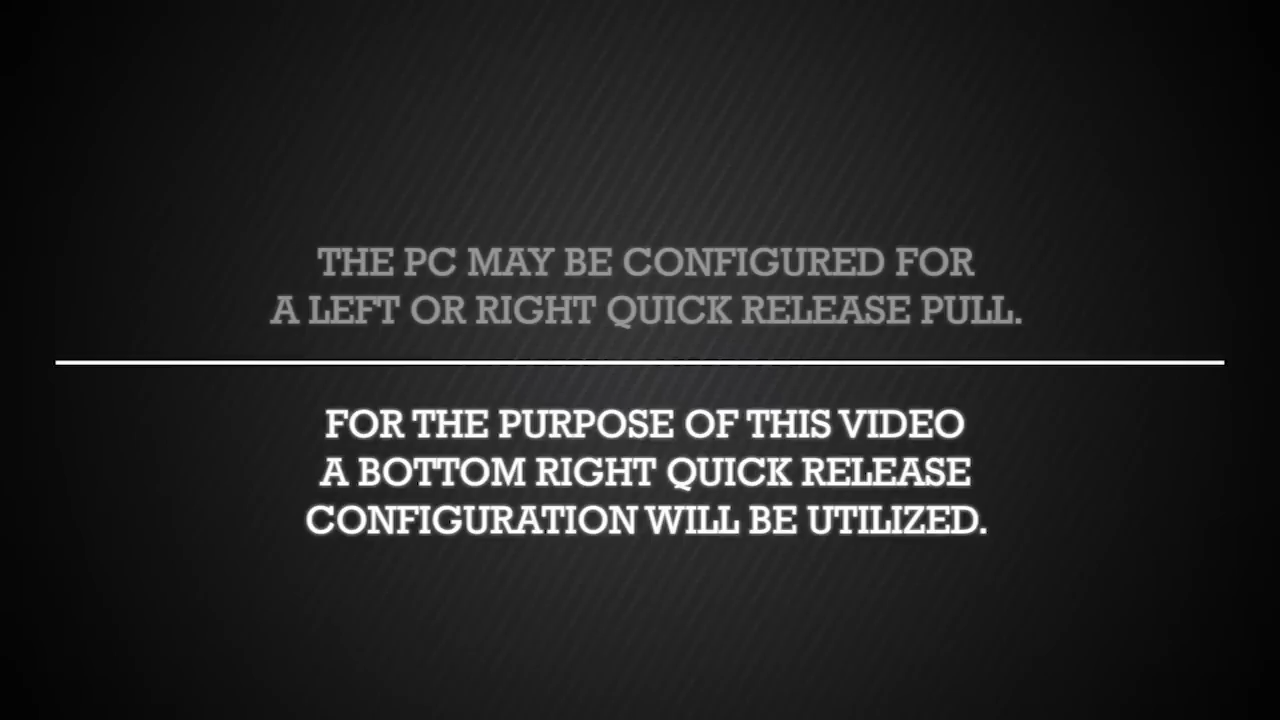 THE PC MAY BE CONFIGURED FOR
A LEFT OR RIGHT QUICK RELEASE PULL.
FOR THE PURPOSE OF THIS VIDEO
A BOTTOM RIGHT QUICK RELEASE
CONFIGURATION WILL BE UTILIZED.